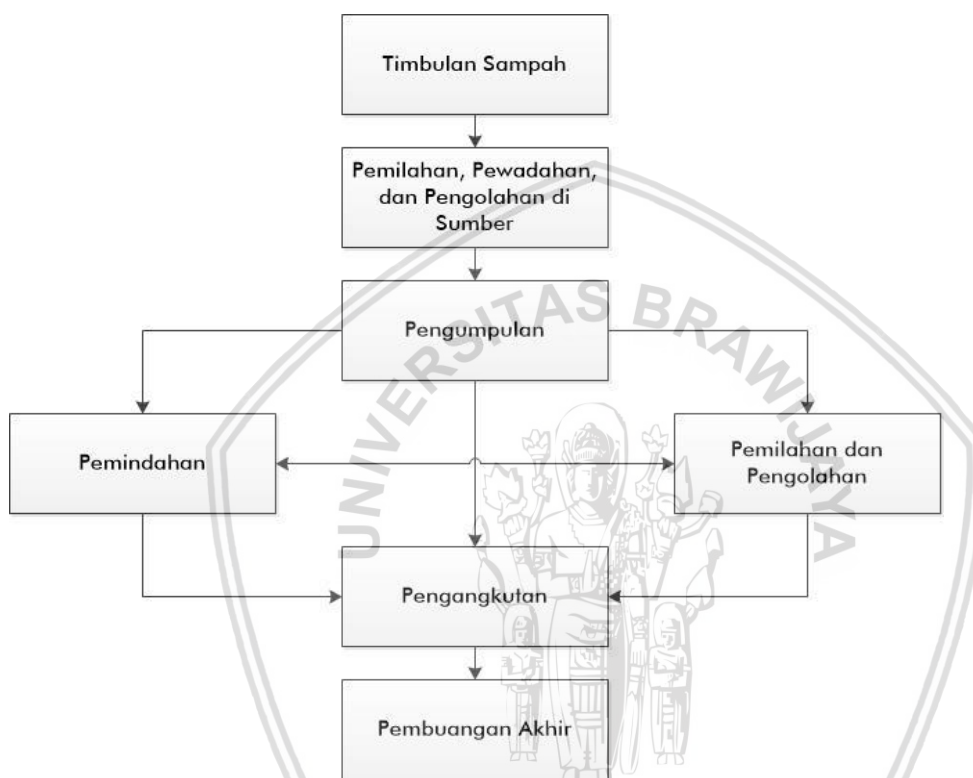 Timbulan Sampah
Pemilahan, Pewadahan,
dan Pengolahan di
Sumber
UNIVERSITAS BRAWIJAYA
Pengumpulan
Pemindahan
Pemilahan dan
Pengolahan
Pengangkutan
Pembuangan Akhir